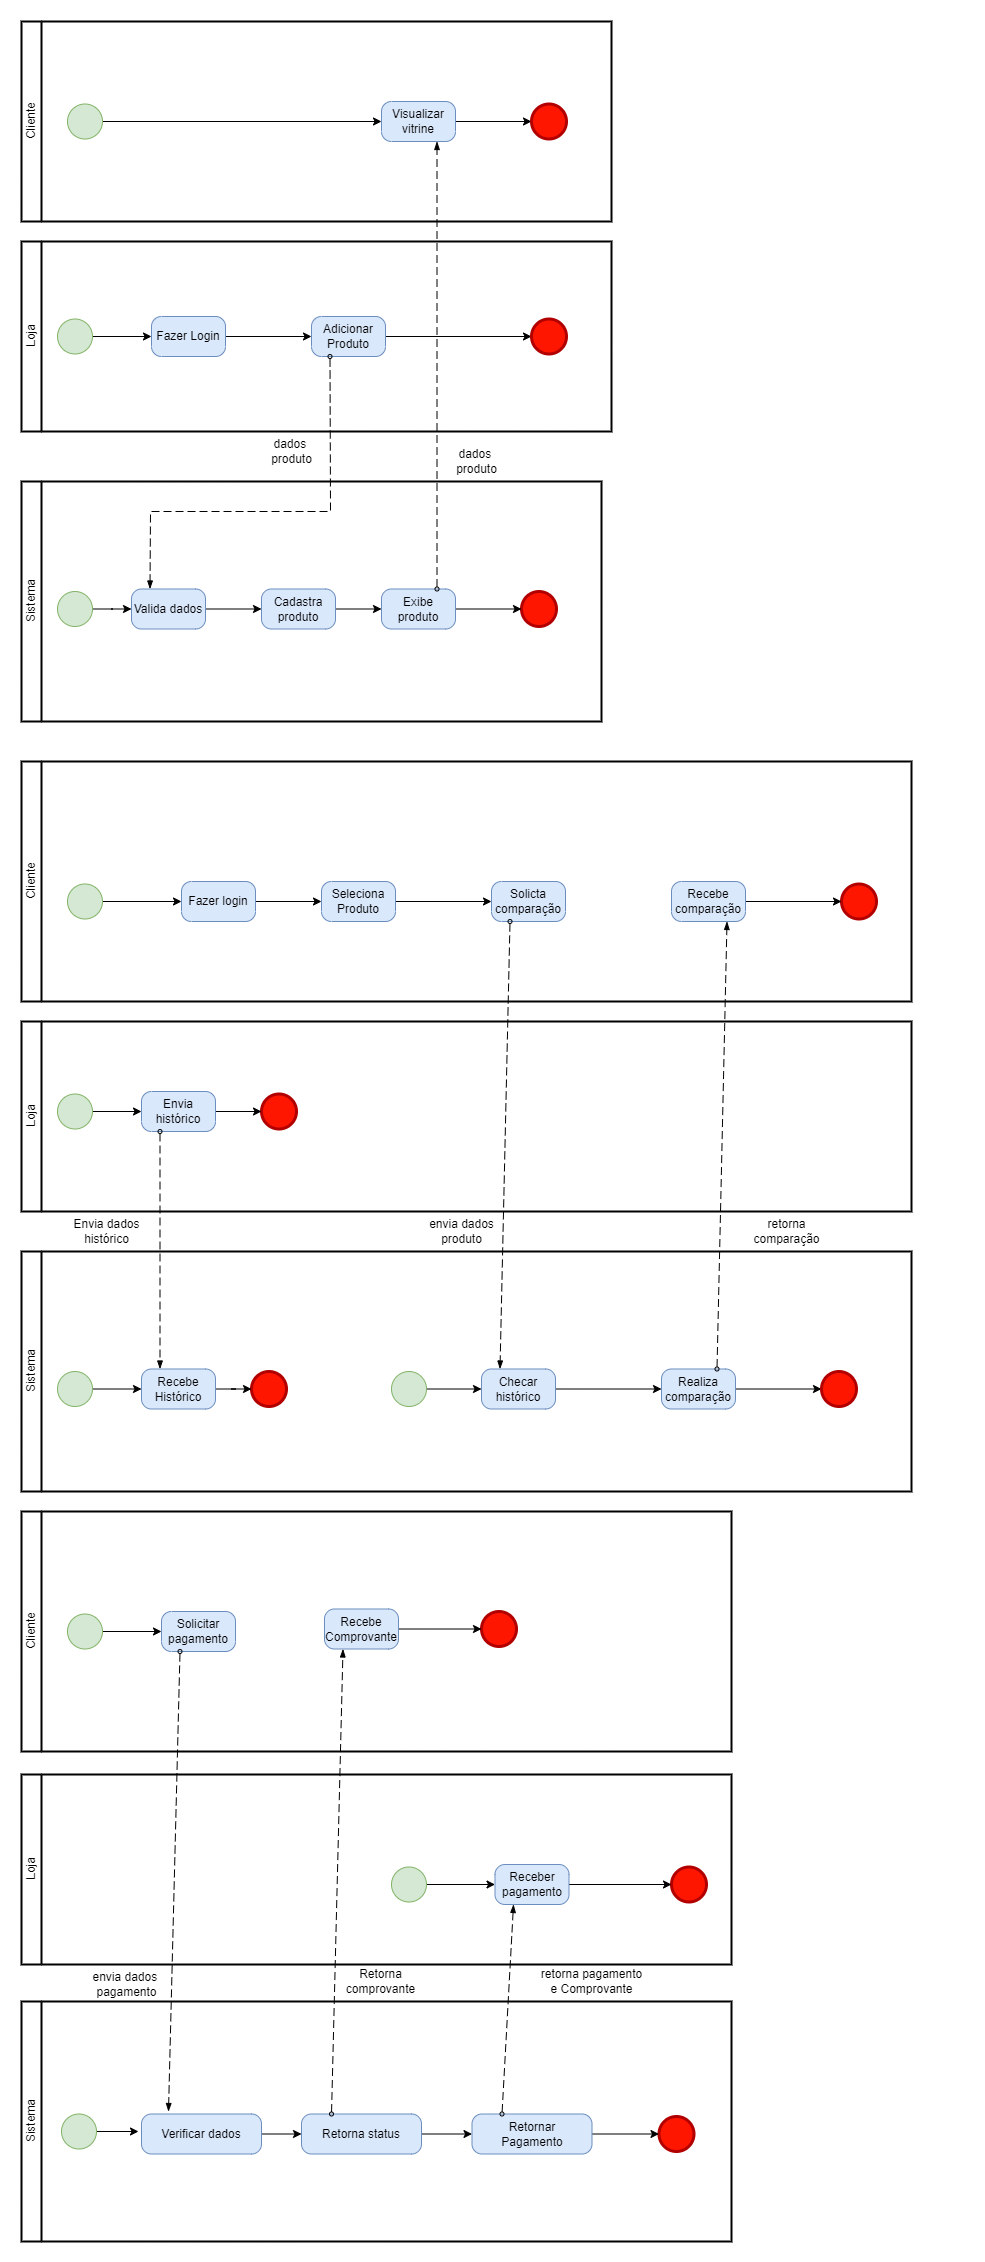 Cliente
Visualizar
vitrine
Loja
Fazer Login
Adicionar
Produto
dados
produto
dados
produto
Sistema
Valida dados
Cadastra
produto
Exibe
produto
Cliente
Fazer login
Seleciona
Produto
Solicta
comparação
Recebe
comparação
Loja
Envia
histórico
Envia dados
histórico
envia dados
produto
retorna
comparação
Sistema
Recebe
Histórico
Checar
histórico
Realiza
comparação
Cliente
Solicitar
pagamento
Recebe
Comprovante
Loja
Receber
pagamento
envia dados
pagamento
Retorna
comprovante
retorna pagamento
e Comprovante
Sistema
Verificar dados
Retorna status
Retornar
Pagamento